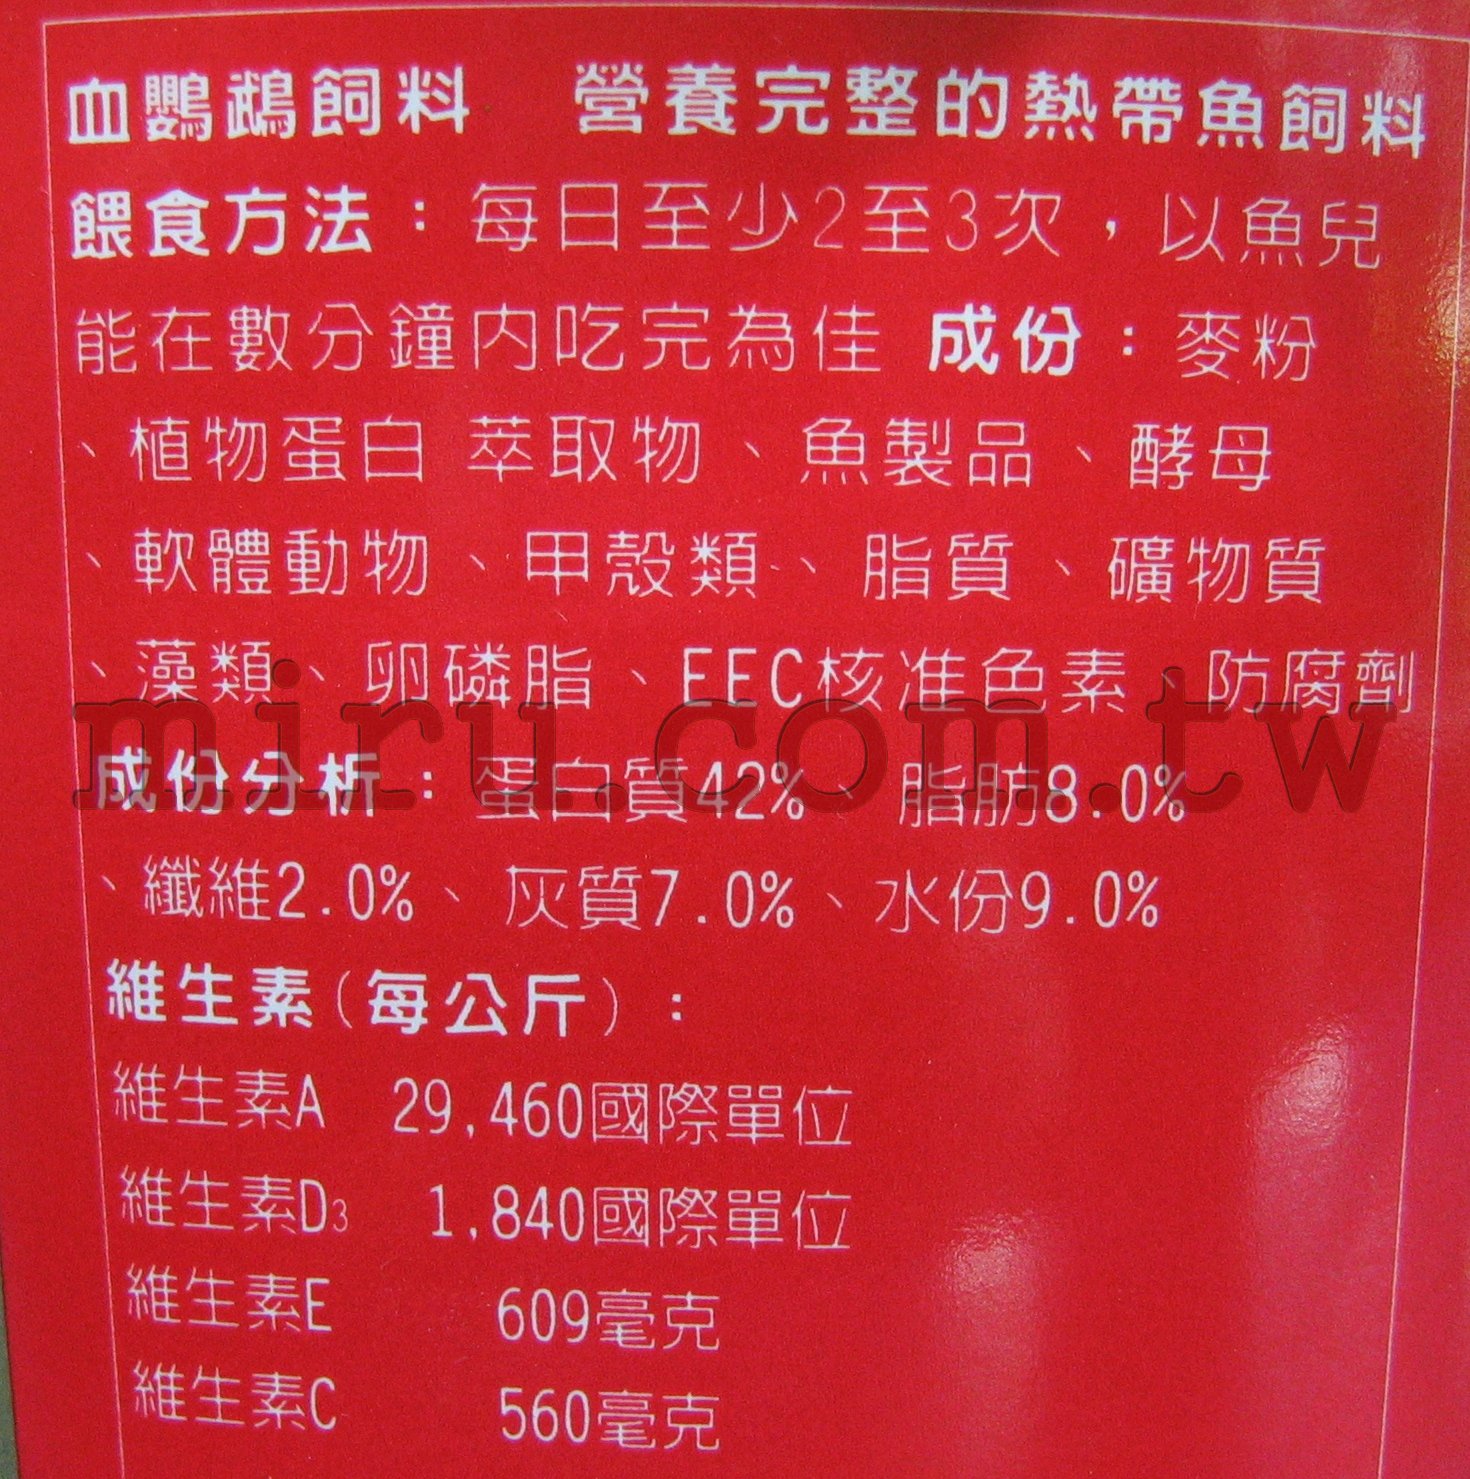 血鸚鵡飼料 營養完整的熱帶魚飼料
餵食方法：每日至少2至3次，以魚兒
能在數分鐘內吃完為佳 成份：麥粉
、植物蛋白 萃取物、魚製品、酵母
、軟體動物、甲殼類、脂質、礦物質
、藻類、卵磷脂、EEC核准色素、防腐劑
miru.com.tw
成份分析：蛋白質42%、脂肪8.0%
、纖維2.0%、灰質7.0%、水份9.0%
維生素(每公斤)：
維生素A 29,460國際單位
維生素D3 1,840國際單位
維生素E 609毫克
維生素C 560毫克